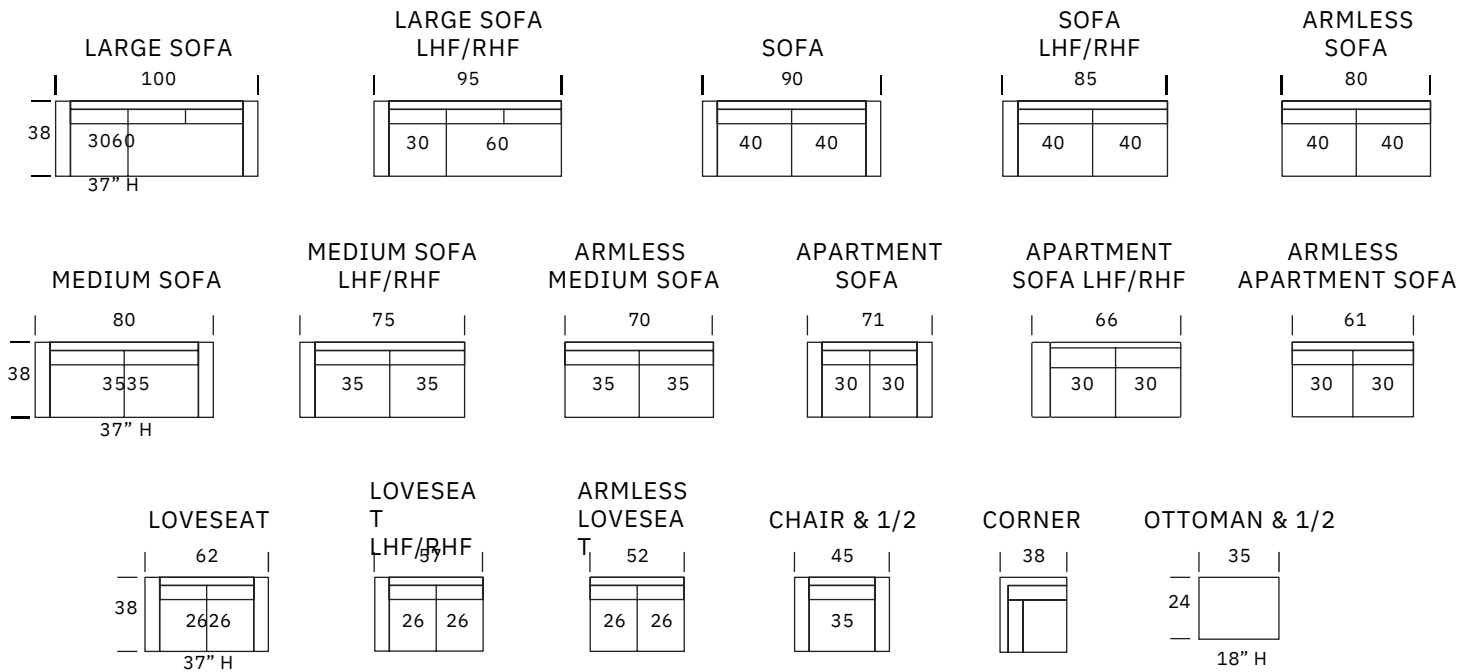 LARGE SOFA
100
38
3060
37” H
LARGE SOFA
LHF/RHF
95
30
60
SOFA
90
40
40
SOFA
LHF/RHF
85
40
40
ARMLESS
SOFA
80
40
40
MEDIUM SOFA
80
38
3535
37” H
MEDIUM SOFA
LHF/RHF
75
35
35
ARMLESS
MEDIUM SOFA
70
35
35
APARTMENT
SOFA
71
30
30
APARTMENT
SOFA LHF/RHF
66
30
30
ARMLESS
APARTMENT SOFA
61
30
30
LOVESEAT
62
38
2626
37” H
LOVESEA
T
LHF/RHF
57
26
26
ARMLESS
LOVESEA
T
52
26
26
CHAIR & 1/2
45
35
CORNER
38
OTTOMAN & 1/2
35
24
18” H